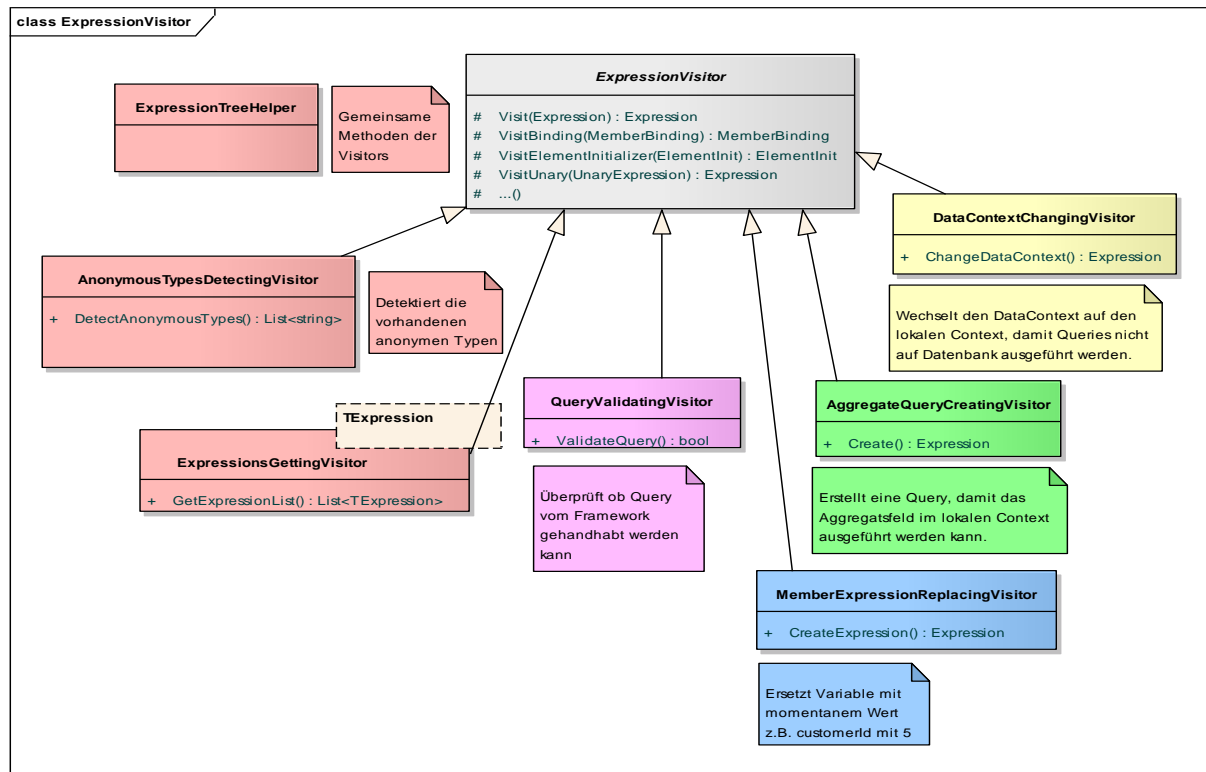 class ExpressionVisitor
ExpressionTreeHelper
Gemeinsame
Methoden der
Visitors
ExpressionVisitor
# Visit(Expression) : Expression
# VisitBinding(MemberBinding) : MemberBinding
# VisitElementInitializer(ElementInit) : ElementInit
# VisitUnary(UnaryExpression) : Expression
# ...()
DataContextChangingVisitor
+ ChangeDataContext() : Expression
Wechselt den DataContext auf den
lokalen Context, damit Queries nicht
auf Datenbank ausgeführt werden.
AnonymousTypesDetectingVisitor
+ DetectAnonymousTypes() : List<string>
Detektiert die
vorhandenen
anonymen Typen
TExpression
ExpressionsGettingVisitor
+ GetExpressionList() : List<TExpression>
QueryValidatingVisitor
+ ValidateQuery() : bool
Überprüft ob Query
vom Framework
gehandhabt werden
kann
AggregateQueryCreatingVisitor
+ Create() : Expression
Erstellt eine Query, damit das
Aggregatsfeld im lokalen Context
ausgeführt werden kann.
MemberExpressionReplacingVisitor
+ CreateExpression() : Expression
Ersetzt Variable mit
momentanem Wert
z.B. customerId mit 5